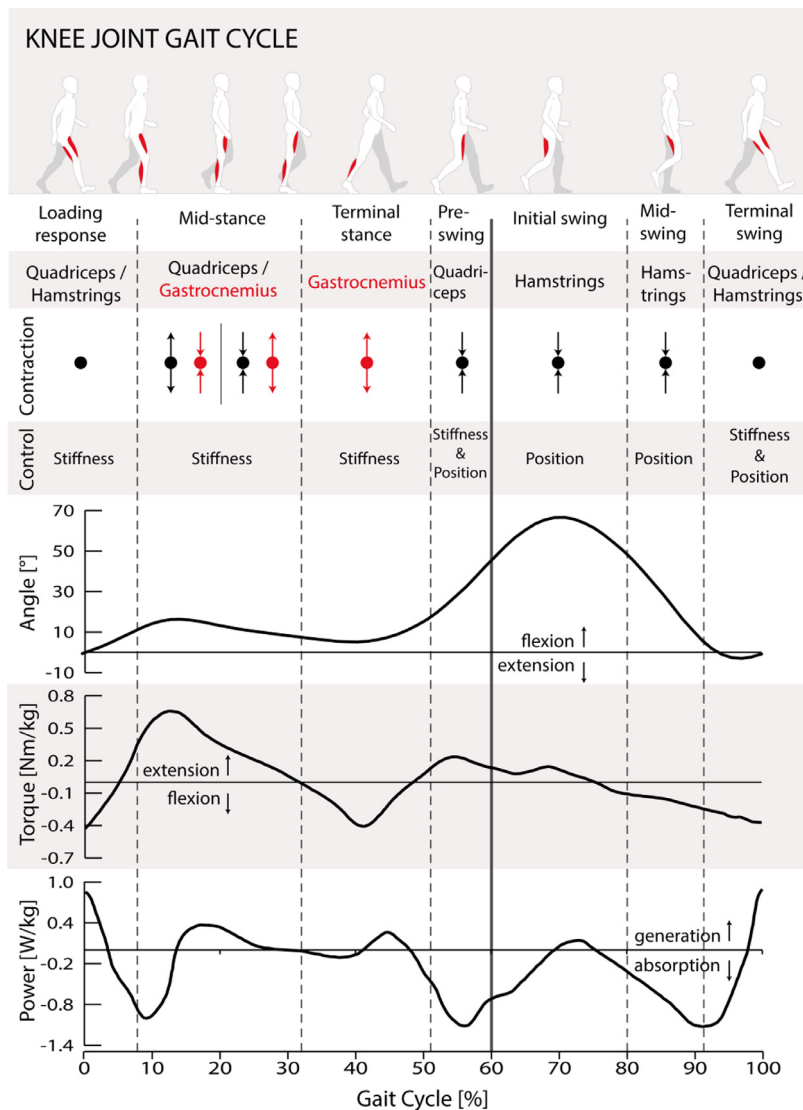 KNEE JOINT GAIT CYCLE
Loading
response
Mid-stance
Terminal
stance
Pre-
swing
Initial swing
Mid-
swing
Terminal
swing
Quadriceps /
Hamstrings
Quadriceps /
Gastrocnemius
Gastrocnemius
Quadri-
ceps
Hamstrings
Hams-
trings
Quadriceps /
Hamstrings
Contraction
Control
Stiffness
Stiffness
Stiffness
Stiffness
&
Position
Position
Position
Stiffness
&
Position
Angle [°]
70
50
30
10
-10
flexion
extension
Torque [Nm/kg]
0.8
0.5
0.2
-0.1
-0.4
-0.7
extension
flexion
Power [W/kg]
1.0
0.4
-0.2
-0.8
-1.4
generation
absorption
0 10 20 30 40 50 60 70 80 90 100
Gait Cycle [%]